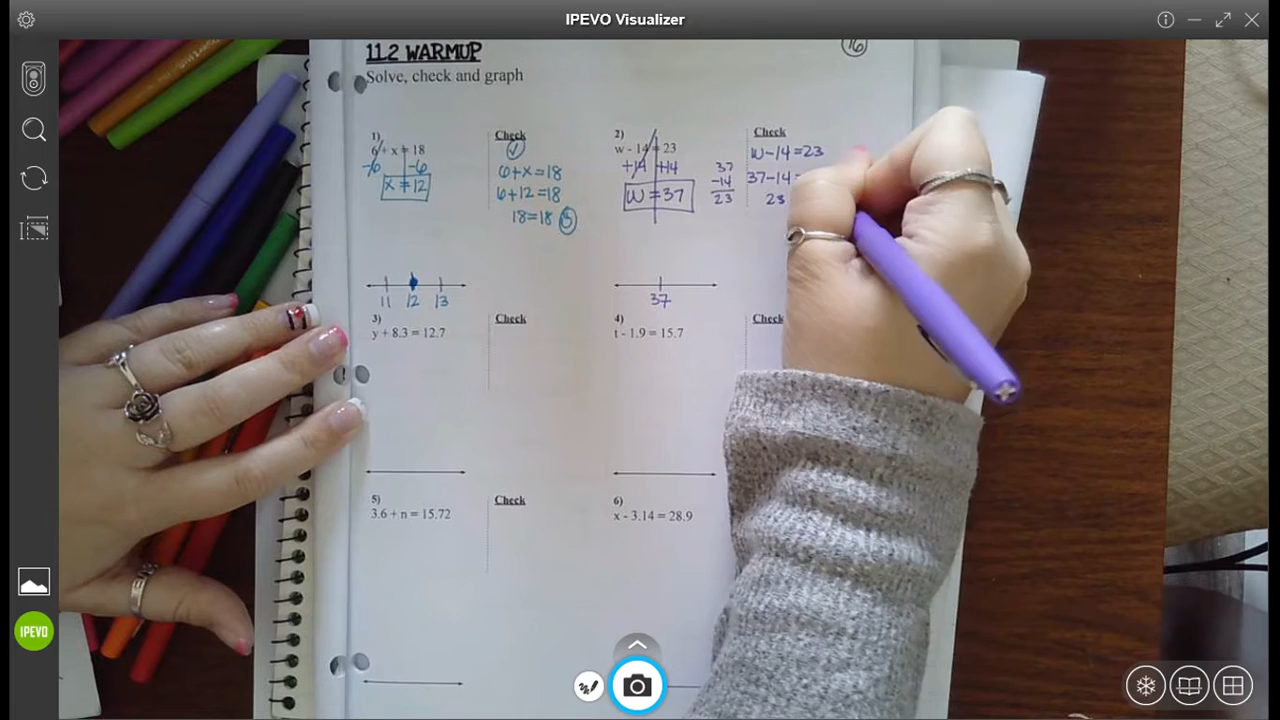 IPEVO Visualizer
11.2 WARMUP
16
Solve, check and graph
1)
6 + x = 18
-6 -6
x = 12
Check
6+x=18
6+12=18
18=18
2)
w - 14 = 23
+14 +14
w = 37
37
-14
23
Check
w-14=23
37-14=
23
11 12 13
37
3)
y + 8.3 = 12.7
Check
4)
t - 1.9 = 15.7
Check
5)
3.6 + n = 15.72
Check
6)
x - 3.14 = 28.9
IPEVO